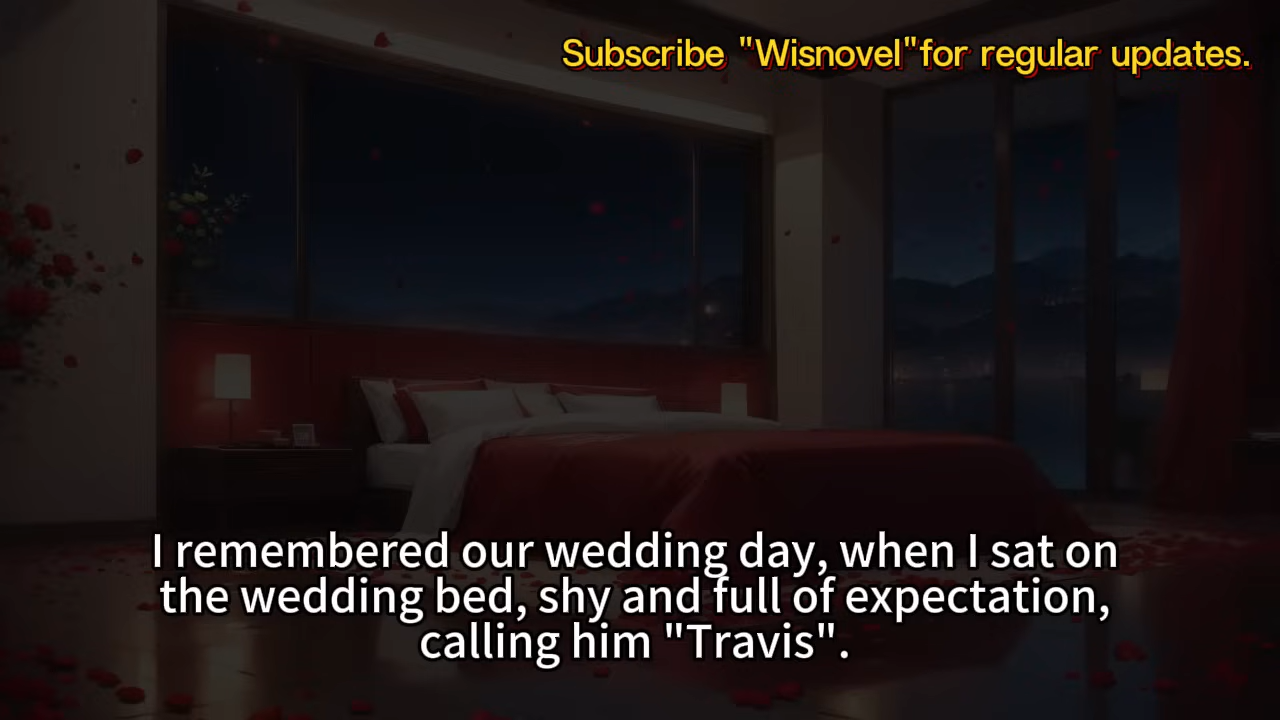 Subscribe "Wisnovel"for regular updates.
I remembered our wedding day, when I sat on
the wedding bed, shy and full of expectation,
calling him "Travis".